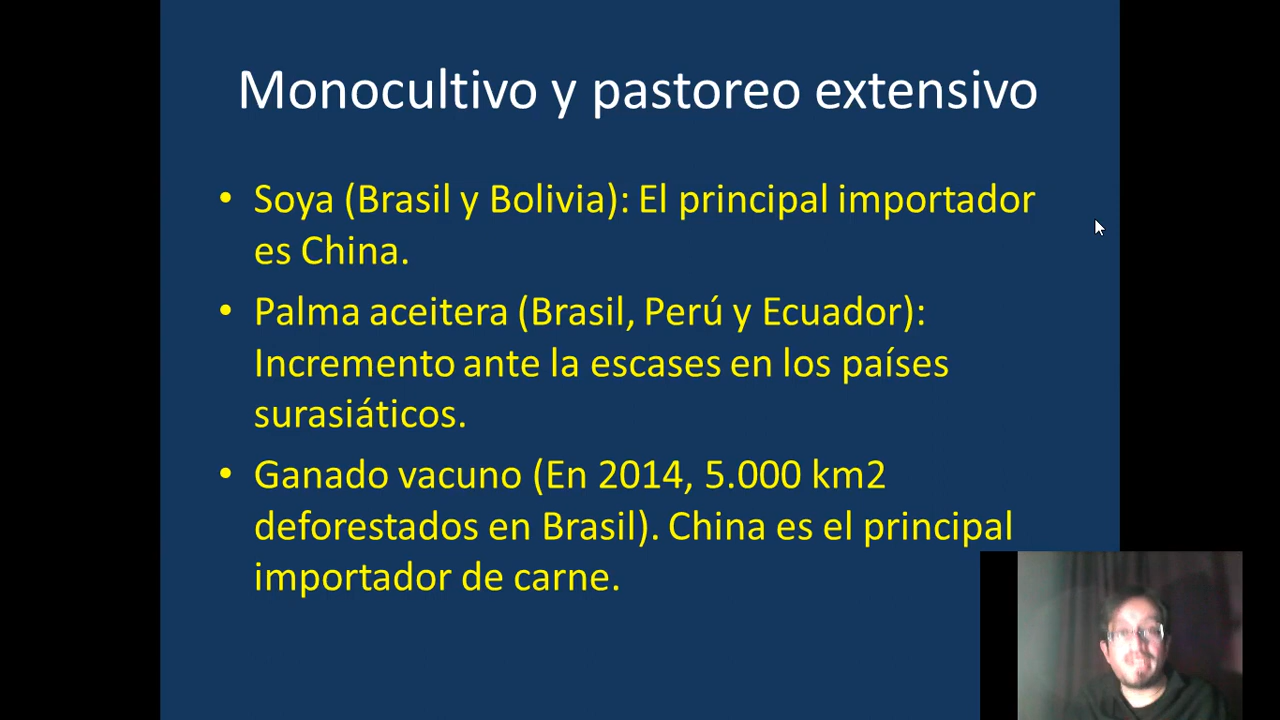 Monocultivo y pastoreo extensivo
• Soya (Brasil y Bolivia): El principal importador
es China.
• Palma aceitera (Brasil, Perú y Ecuador):
Incremento ante la escases en los países
surasiáticos.
• Ganado vacuno (En 2014, 5.000 km2
deforestados en Brasil). China es el principal
importador de carne.